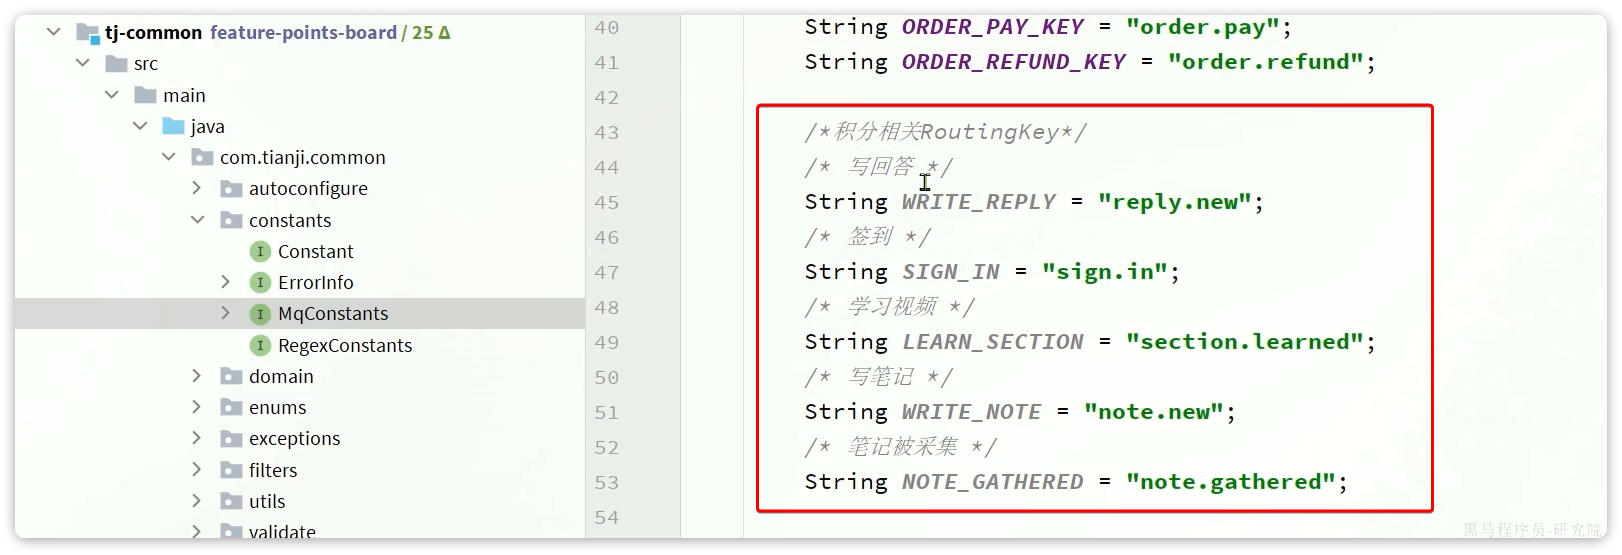 tj-common feature-points-board / 25 Δ
src
main
java
com.tianji.common
autoconfigure
constants
Constant
ErrorInfo
MqConstants
RegexConstants
domain
enums
exceptions
filters
utils
validate
40 String ORDER_PAY_KEY = "order.pay";
41 String ORDER_REFUND_KEY = "order.refund";
42
43 /*积分相关RoutingKey*/
44 /* 写回答 */
45 String WRITE_REPLY = "reply.new";
46 /* 签到 */
47 String SIGN_IN = "sign.in";
48 /* 学习视频 */
49 String LEARN_SECTION = "section.learned";
50 /* 写笔记 */
51 String WRITE_NOTE = "note.new";
52 /* 笔记被采集 */
53 String NOTE_GATHERED = "note.gathered";
54
黑马程序员-研究院